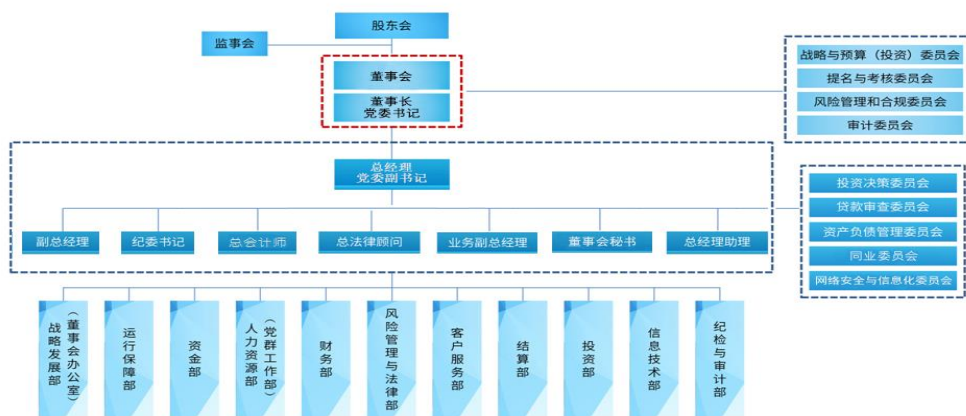 股东会
监事会
董事会
董事长
党委书记
战略与预算（投资）委员会
提名与考核委员会
风险管理和合规委员会
审计委员会
总经理
党委副书记
投资决策委员会
贷款审查委员会
资产负债管理委员会
同业委员会
网络安全与信息化委员会
副总经理
纪委书记
总会计师
总法律顾问
业务副总经理
董事会秘书
总经理助理
战略发展部
（董事会办公室）
运行保障部
资金部
人力资源部
（党群工作部）
财务部
风险管理与法律部
客户服务部
结算部
投资部
信息技术部
纪检与审计部